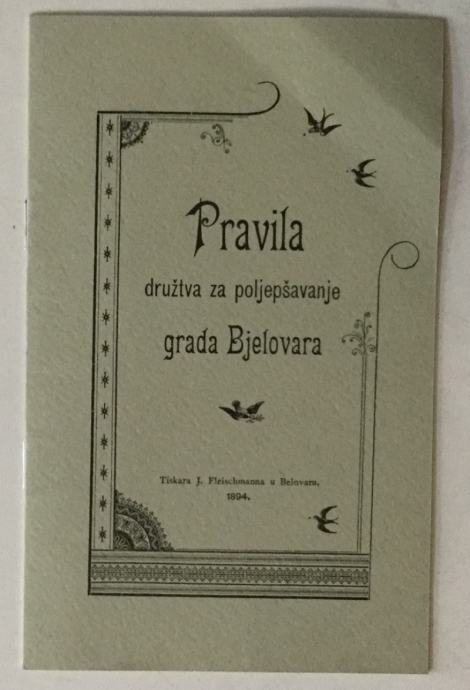 Pravila
družtva za poljepšavanje
grada Bjelovara
Tiskara J. Fleischmanna u Belovaru.
1894.